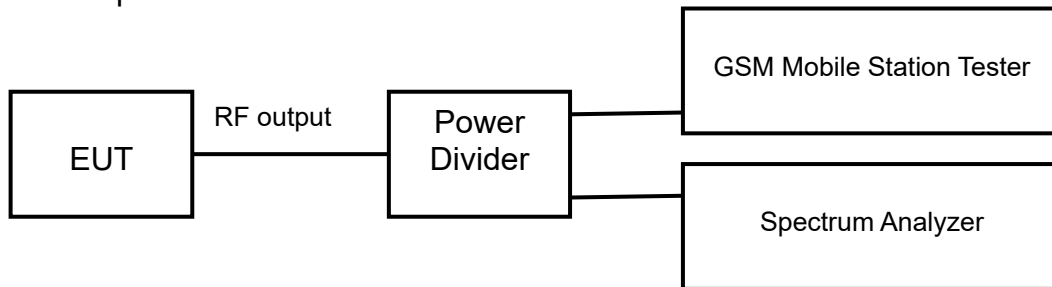 GSM Mobile Station Tester
RF output
EUT
Power
Divider
Spectrum Analyzer